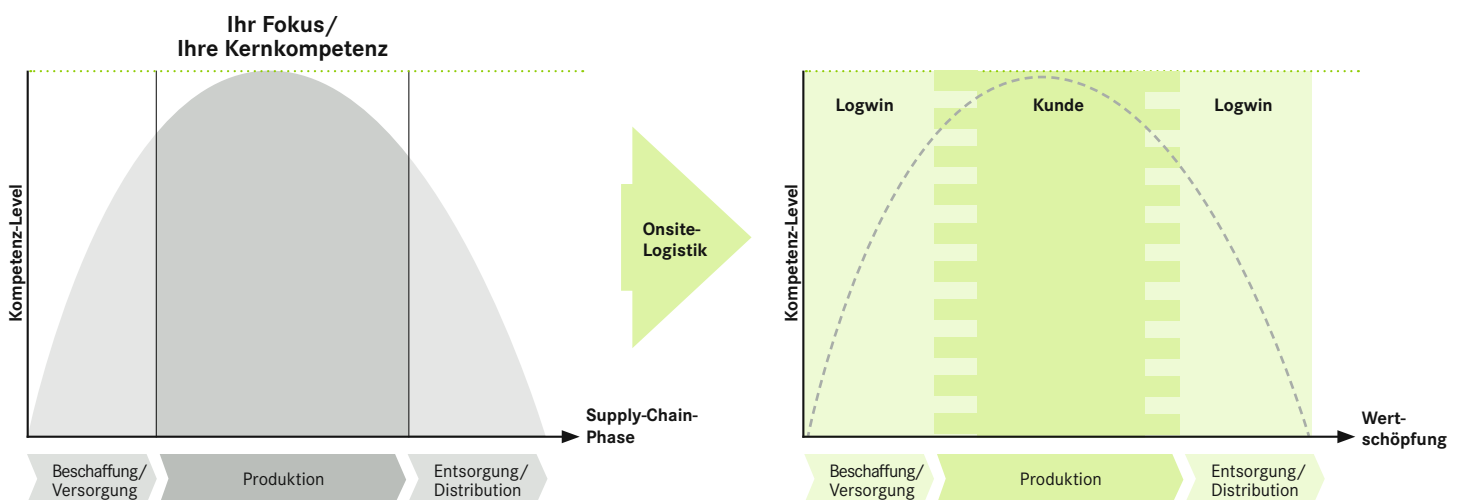 Ihr Fokus/
Ihre Kernkompetenz
Kompetenz-Level
Supply-Chain-
Phase
Beschaffung/
Versorgung
Produktion
Entsorgung/
Distribution
Onsite-
Logistik
Kompetenz-Level
Logwin
Kunde
Logwin
Wert-
schöpfung
Beschaffung/
Versorgung
Produktion
Entsorgung/
Distribution